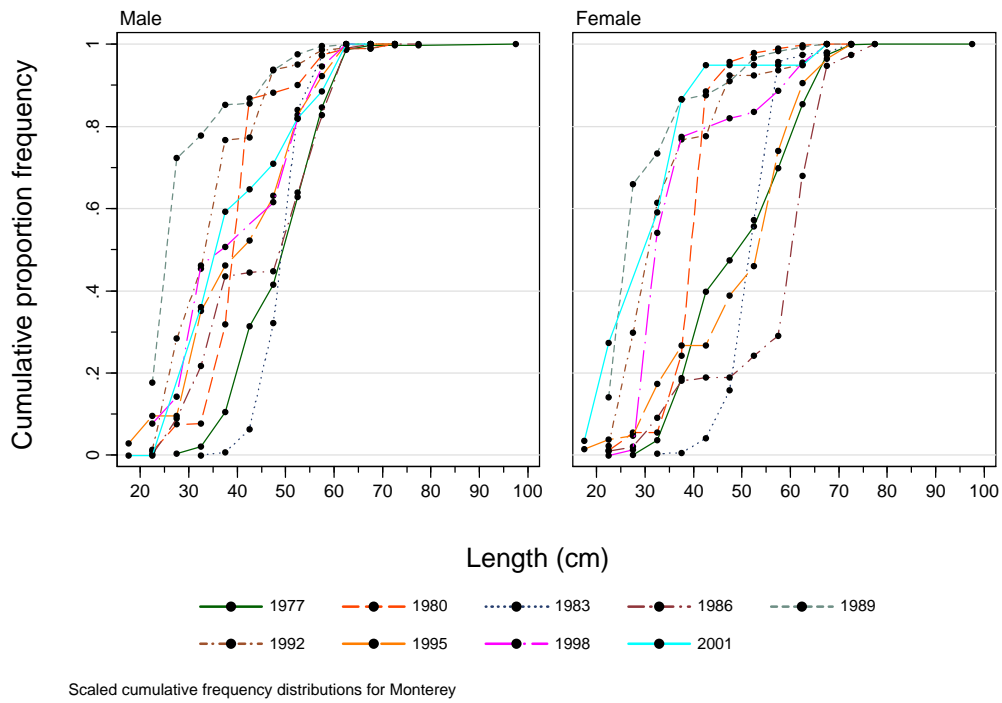 Male
Female
Cumulative proportion frequency
1
.8
.6
.4
.2
0
20 30 40 50 60 70 80 90 100
20 30 40 50 60 70 80 90 100
Length (cm)
1977 1980 1983 1986 1989
1992 1995 1998 2001
Scaled cumulative frequency distributions for Monterey